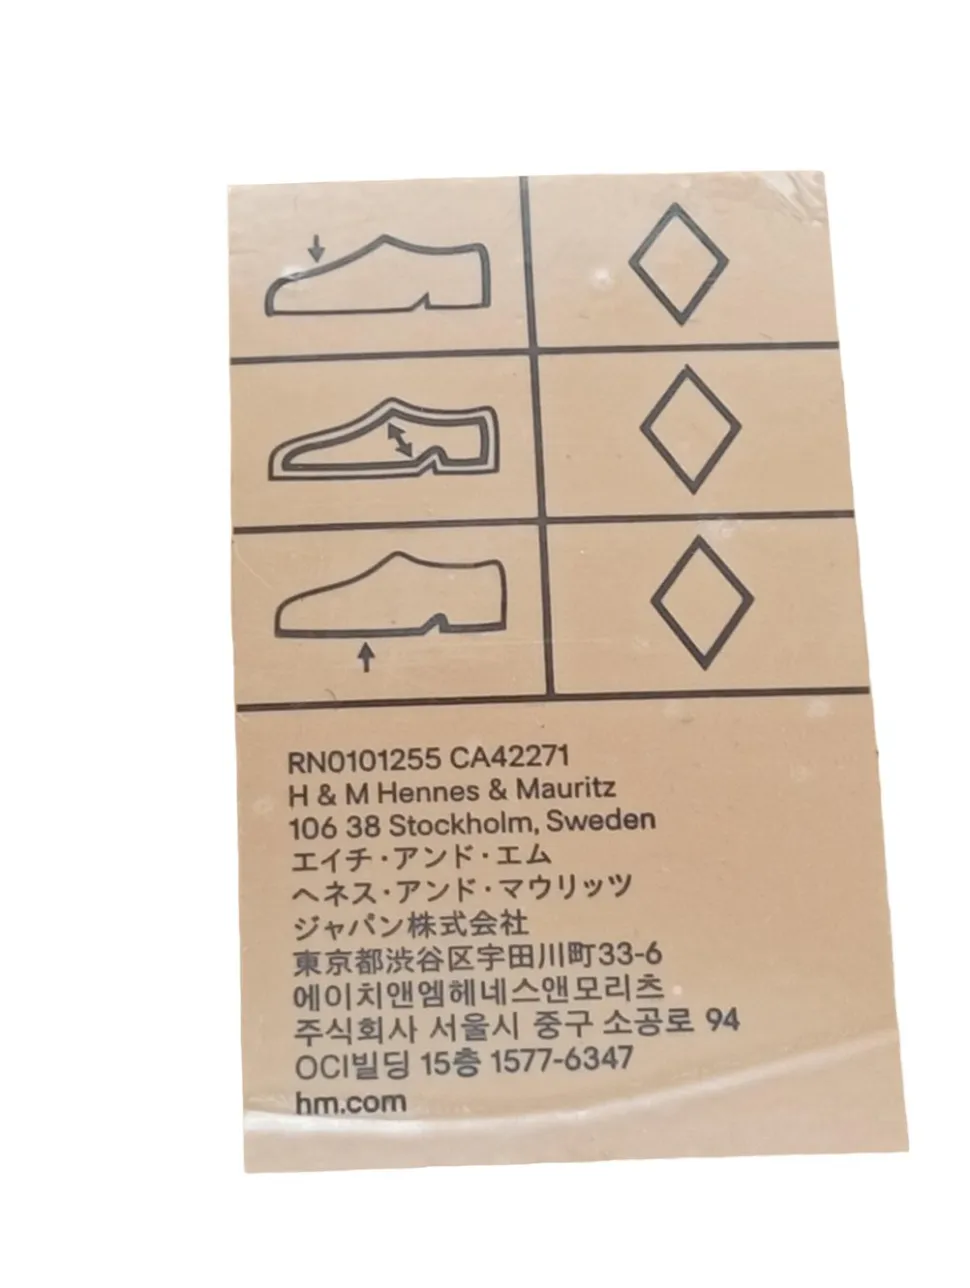 RN0101255 CA42271
H & M Hennes & Mauritz
106 38 Stockholm, Sweden
エイチ・アンド・エム
ヘネス・アンド・マウリッツ
ジャパン株式会社
東京都渋谷区宇田川町33-6
에이치앤엠헤네스앤모리츠
주식회사 서울시 중구 소공로 94
OCI빌딩 15층 1577-6347
hm.com